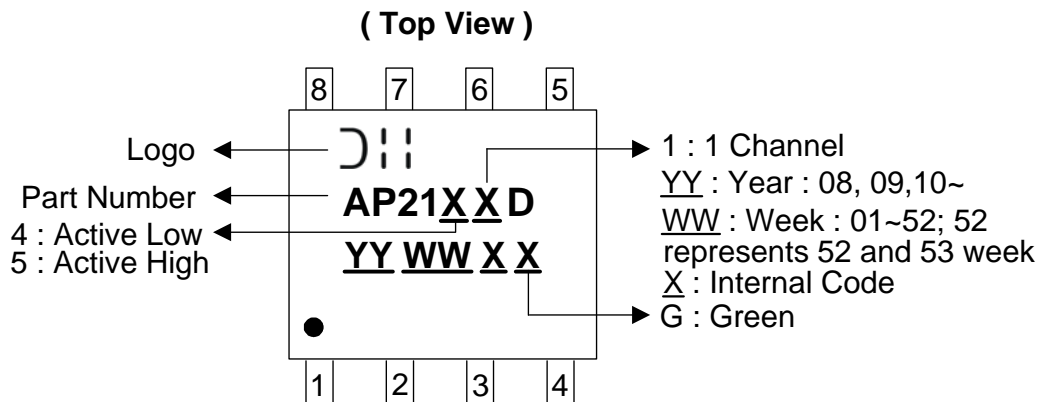 ( Top View )
8 7 6 5
Logo
Part Number
4 : Active Low
5 : Active High
AP21XXD
YY WW X X
1 : 1 Channel
YY : Year : 08, 09,10~
WW : Week : 01~52; 52
represents 52 and 53 week
X : Internal Code
G : Green
1 2 3 4